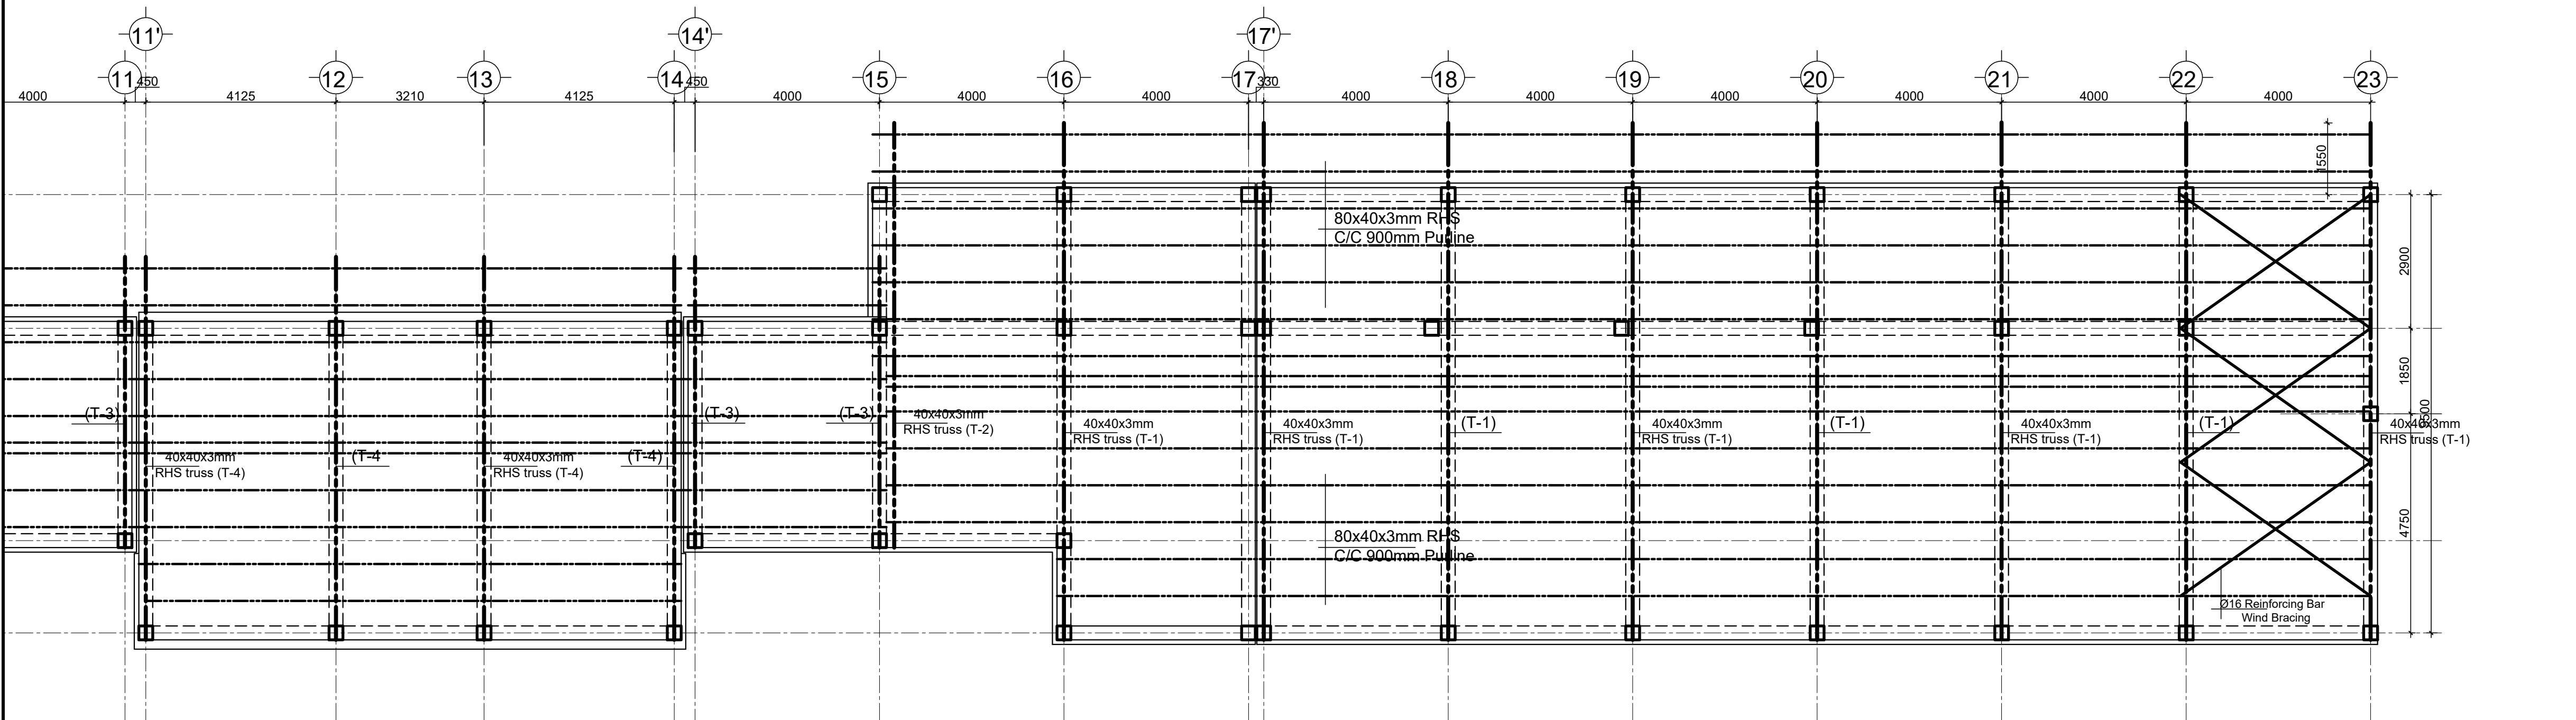 11' 14' 17'
11 12 13 14 15 16 17 18 19 20 21 22 23
450 450 330
4000 4125 3210 4125 4000 4000 4000 4000 4000 4000 4000 4000 4000
1550
80x40x3mm RHS
C/C 900mm Purline
2900
1850
(T-3) (T-3) (T-3)
40x40x3mm
RHS truss (T-2)
40x40x3mm
RHS truss (T-1)
40x40x3mm
RHS truss (T-1)
(T-1)
40x40x3mm
RHS truss (T-1)
(T-1)
40x40x3mm
RHS truss (T-1)
(T-1)
40x40x3mm
RHS truss (T-1)
40x40x3mm
RHS truss (T-4)
(T-4
40x40x3mm
RHS truss (T-4)
(T-4)
80x40x3mm RHS
C/C 900mm Purline
4750
Ø16 Reinforcing Bar
Wind Bracing